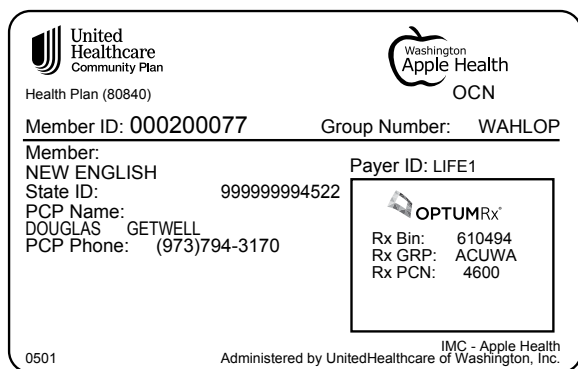 United
Healthcare
Community Plan
Washington
Apple Health
Health Plan (80840)
OCN
Member ID: 000200077 Group Number: WAHLOP
Member:
NEW ENGLISH
State ID: 999999994522
PCP Name:
DOUGLAS GETWELL
PCP Phone: (973)794-3170
Payer ID: LIFE1
OPTUMRx®
Rx Bin: 610494
Rx GRP: ACUWA
Rx PCN: 4600
IMC - Apple Health
0501 Administered by UnitedHealthcare of Washington, Inc.